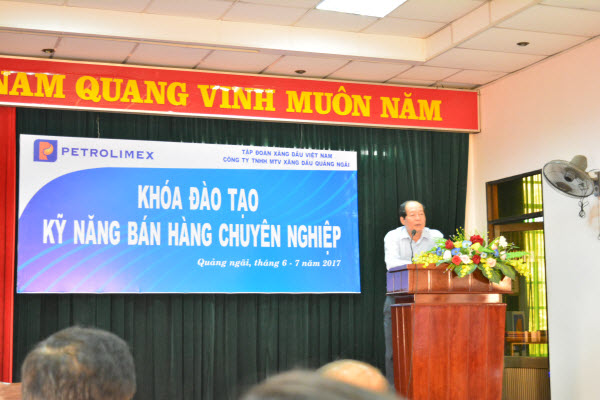 NAM QUANG VINH MUÔN NĂM
PETROLIMEX
TẬP ĐOÀN XĂNG DẦU VIỆT NAM
CÔNG TY TNHH MTV XĂNG DẦU QUẢNG NGÃI
KHÓA ĐÀO TẠO
KỸ NĂNG BÁN HÀNG CHUYÊN NGHIỆP
Quảng ngãi, tháng 6 - 7 năm 2017